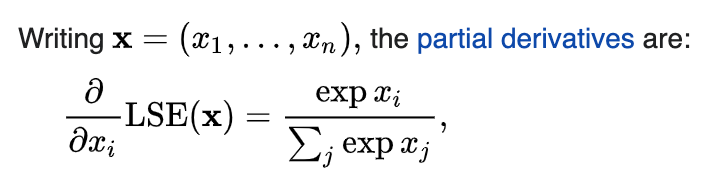 Writing x = (x₁, . . . , xₙ), the partial derivatives are:
∂/∂xᵢ LSE(x) = exp xᵢ / ∑ⱼ exp xⱼ,